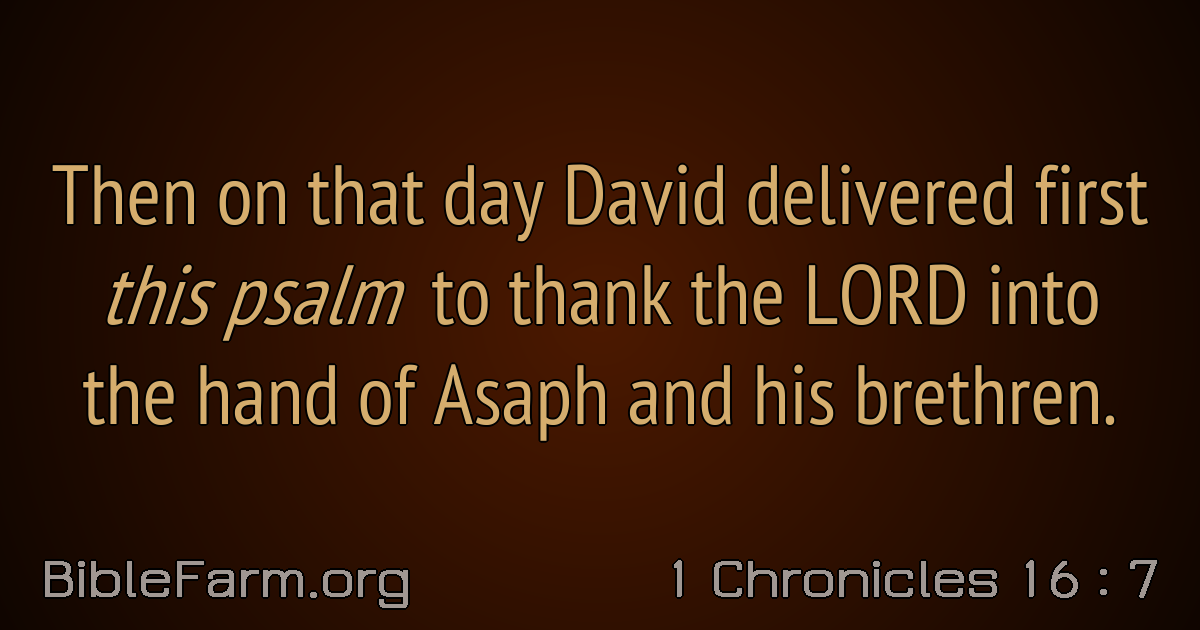 Then on that day David delivered first
this psalm to thank the LORD into
the hand of Asaph and his brethren.
BibleFarm.org
1 Chronicles 16 : 7